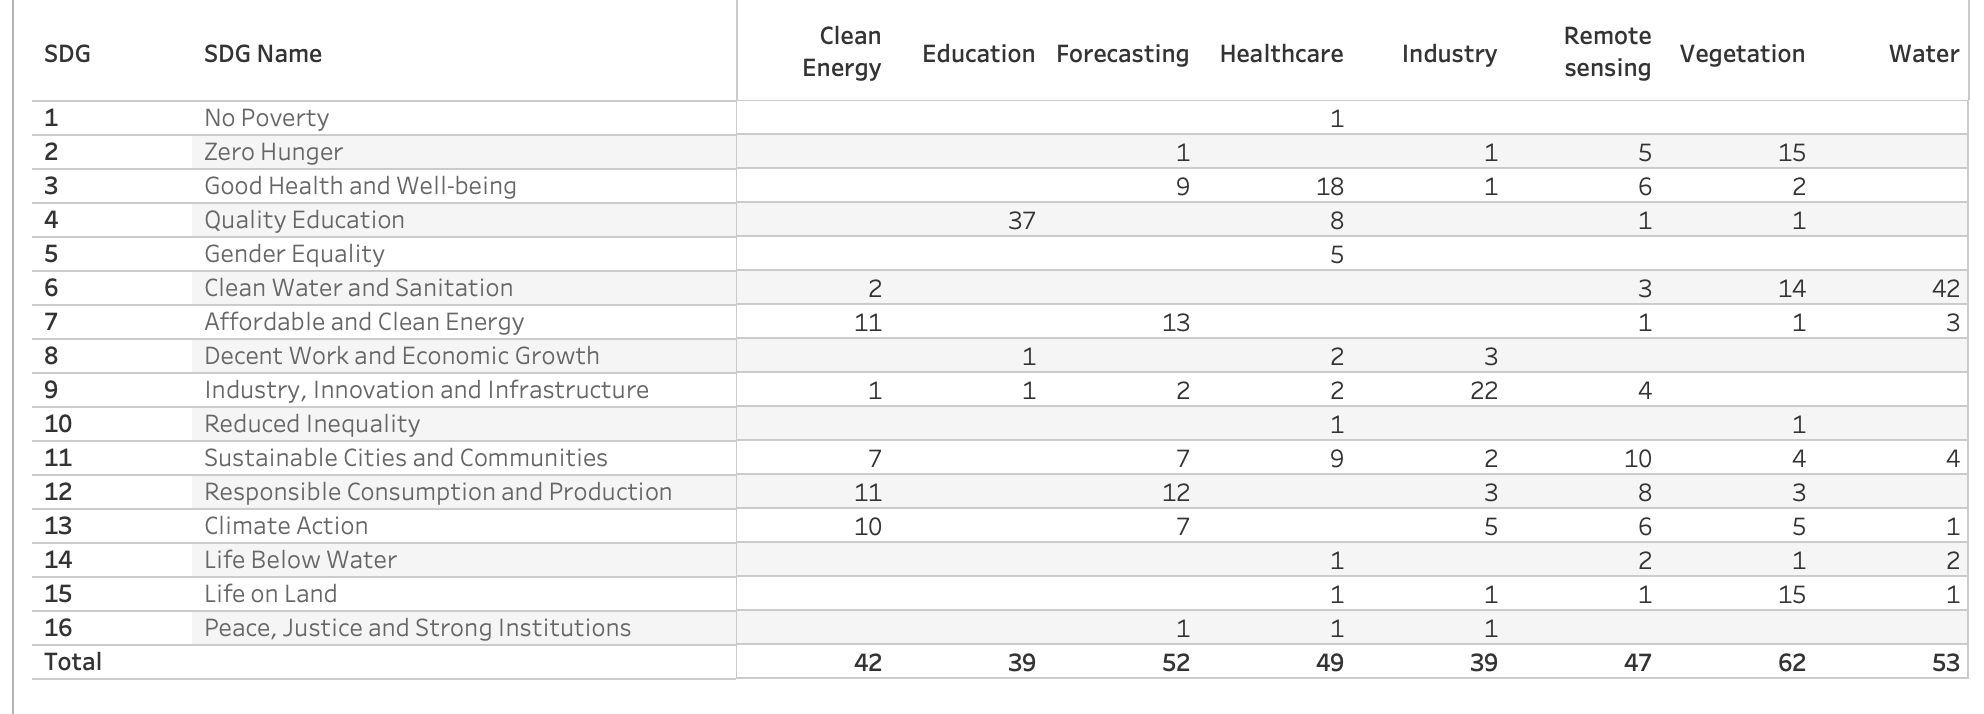 SDG SDG Name Clean Energy Education Forecasting Healthcare Industry Remote sensing Vegetation Water
1 No Poverty 1
2 Zero Hunger 1 1 5 15
3 Good Health and Well-being 9 18 1 6 2
4 Quality Education 37 8 1 1
5 Gender Equality 5
6 Clean Water and Sanitation 2 3 14 42
7 Affordable and Clean Energy 11 13 1 1 3
8 Decent Work and Economic Growth 1 2 3
9 Industry, Innovation and Infrastructure 1 1 2 2 22 4
10 Reduced Inequality 1 1
11 Sustainable Cities and Communities 7 7 9 2 10 4 4
12 Responsible Consumption and Production 11 12 3 8 3
13 Climate Action 10 7 5 6 5 1
14 Life Below Water 1 2 1 2
15 Life on Land 1 1 1 15 1
16 Peace, Justice and Strong Institutions 1 1 1
Total 42 39 52 49 39 47 62 53